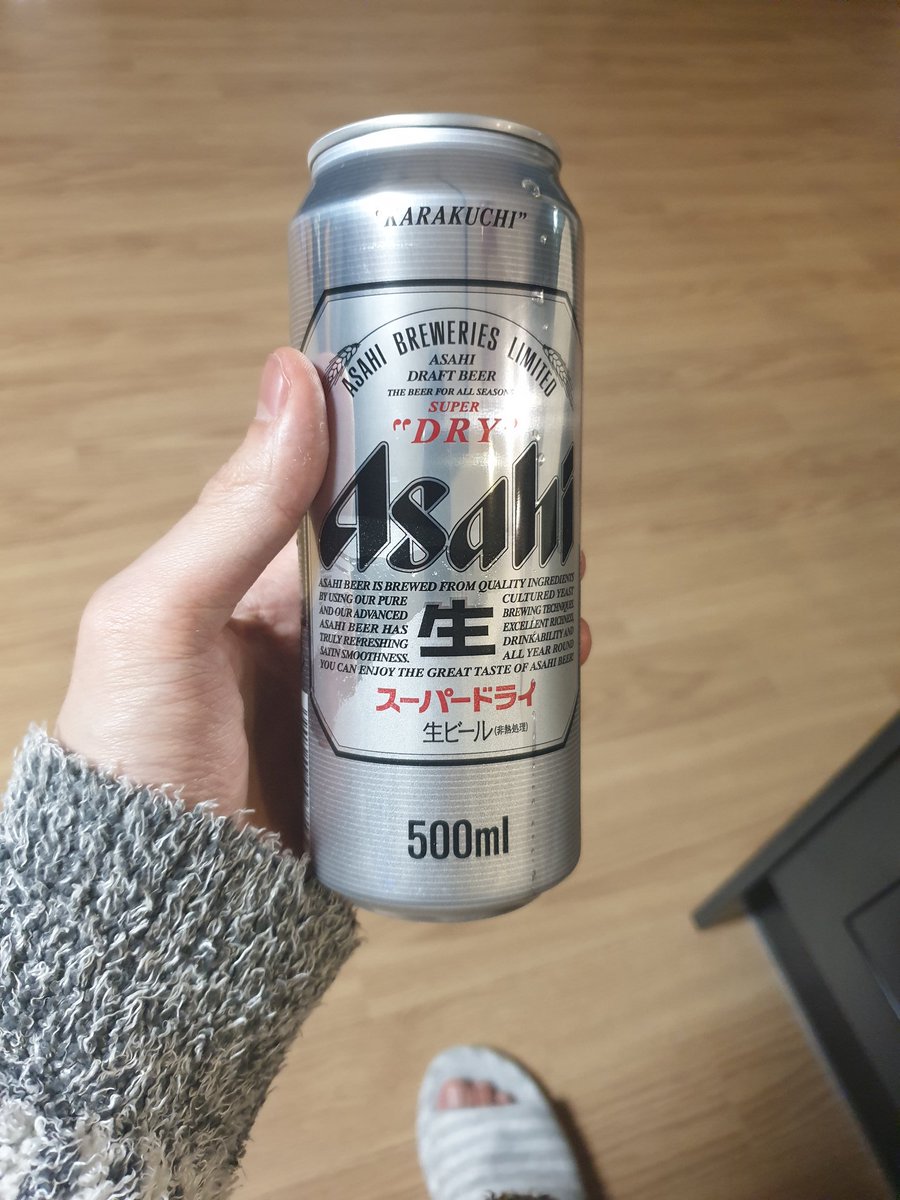 "KARAKUCHI"
ASAHI BREWERIES LIMITED
ASAHI
DRAFT BEER
THE BEER FOR ALL SEASONS
SUPER
"DRY"
Asahi
ASAHI BEER IS BREWED FROM QUALITY INGREDIENTS
BY USING OUR PURE CULTURED YEAST
AND OUR ADVANCED BREWING TECHNIQUES.
ASAHI BEER HAS EXCELLENT RICHNESS,
TRULY REFRESHING DRINKABILITY AND
SATIN SMOOTHNESS. ALL YEAR ROUND
生
YOU CAN ENJOY THE GREAT TASTE OF ASAHI BEER!
スーパードライ
生ビール(非熱処理)
500ml